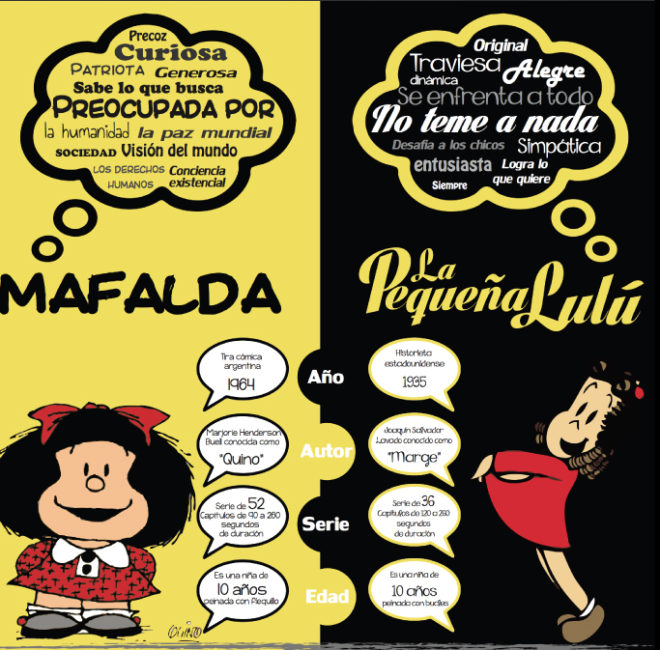 Precoz
Curiosa
PATRIOTA Generosa
Sabe lo que busca
PREOCUPADA POR
la humanidad la paz mundial
SOCIEDAD Visión del mundo
LOS DERECHOS HUMANOS
Conciencia existencial
MAFALDA
Original
Traviesa Alegre
dinámica
Se enfrenta a todo
No teme a nada
Desafia a los chicos Simpática
entusiasta
Logra lo que quiere
Siempre
La
Pequeña
Lulú
Tira cómica
argentina
1964
Año
Historieta
estadounidense
1935
Marjorie Henderson
Buell conocida como
"Quino"
Autor
Joaquín Salvador
Lavado conocido como
"Marge"
Serie de 52
Capítulos de 90 a 260
segundos
de duración
Serie
Serie de 36
Capítulos de 120 a 260
segundos
de duración
Es una niña de
10 años
peinada con flequillo
Edad
Es una niña de
10 años
peinada con bucles